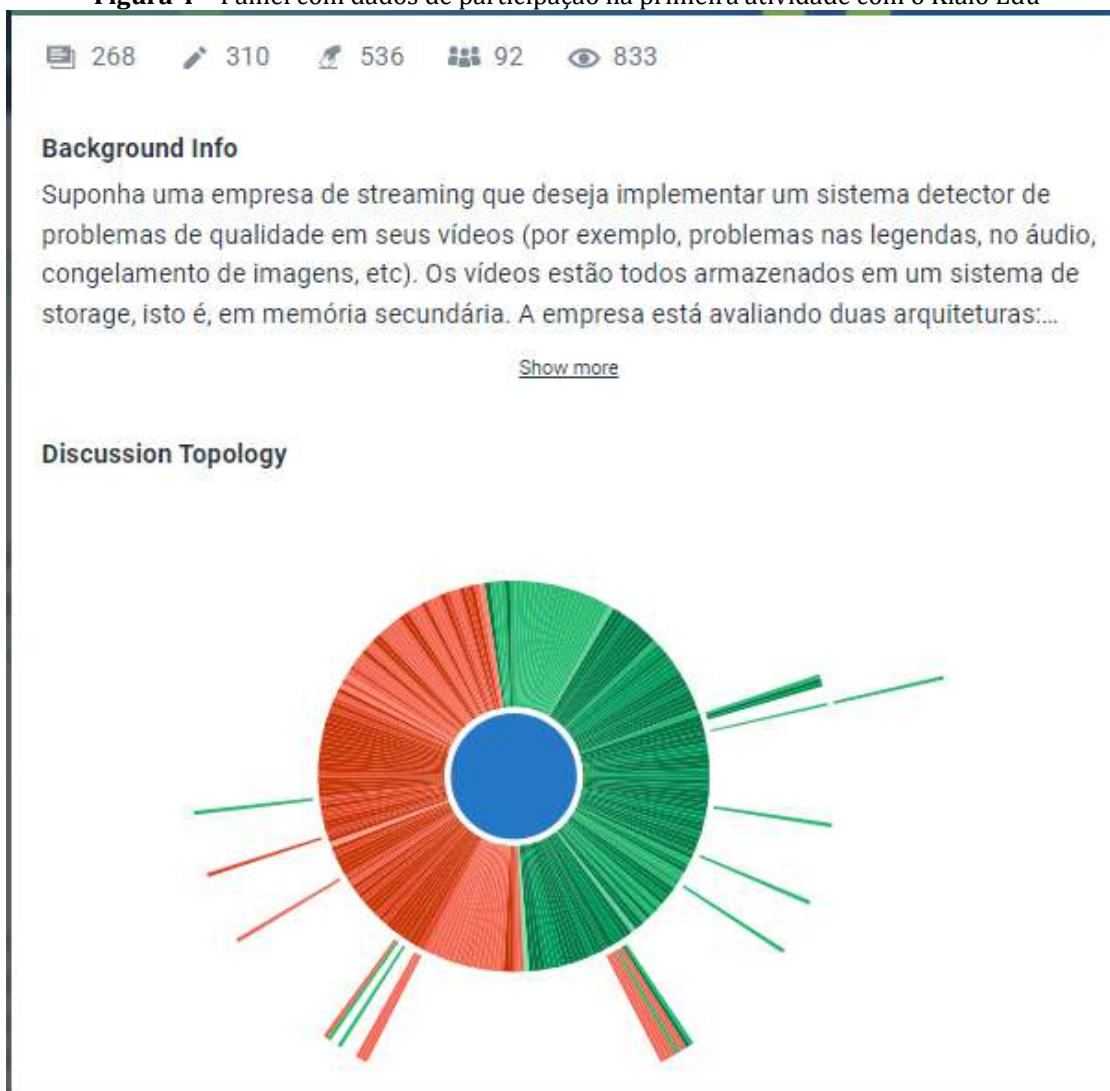 Painel com dados de participação na primeira atividade com o Kialo Edu
268 310 536 92 833
Background Info
Suponha uma empresa de streaming que deseja implementar um sistema detector de
problemas de qualidade em seus vídeos (por exemplo, problemas nas legendas, no áudio,
congelamento de imagens, etc). Os vídeos estão todos armazenados em um sistema de
storage, isto é, em memória secundária. A empresa está avaliando duas arquiteturas:...
Show more
Discussion Topology